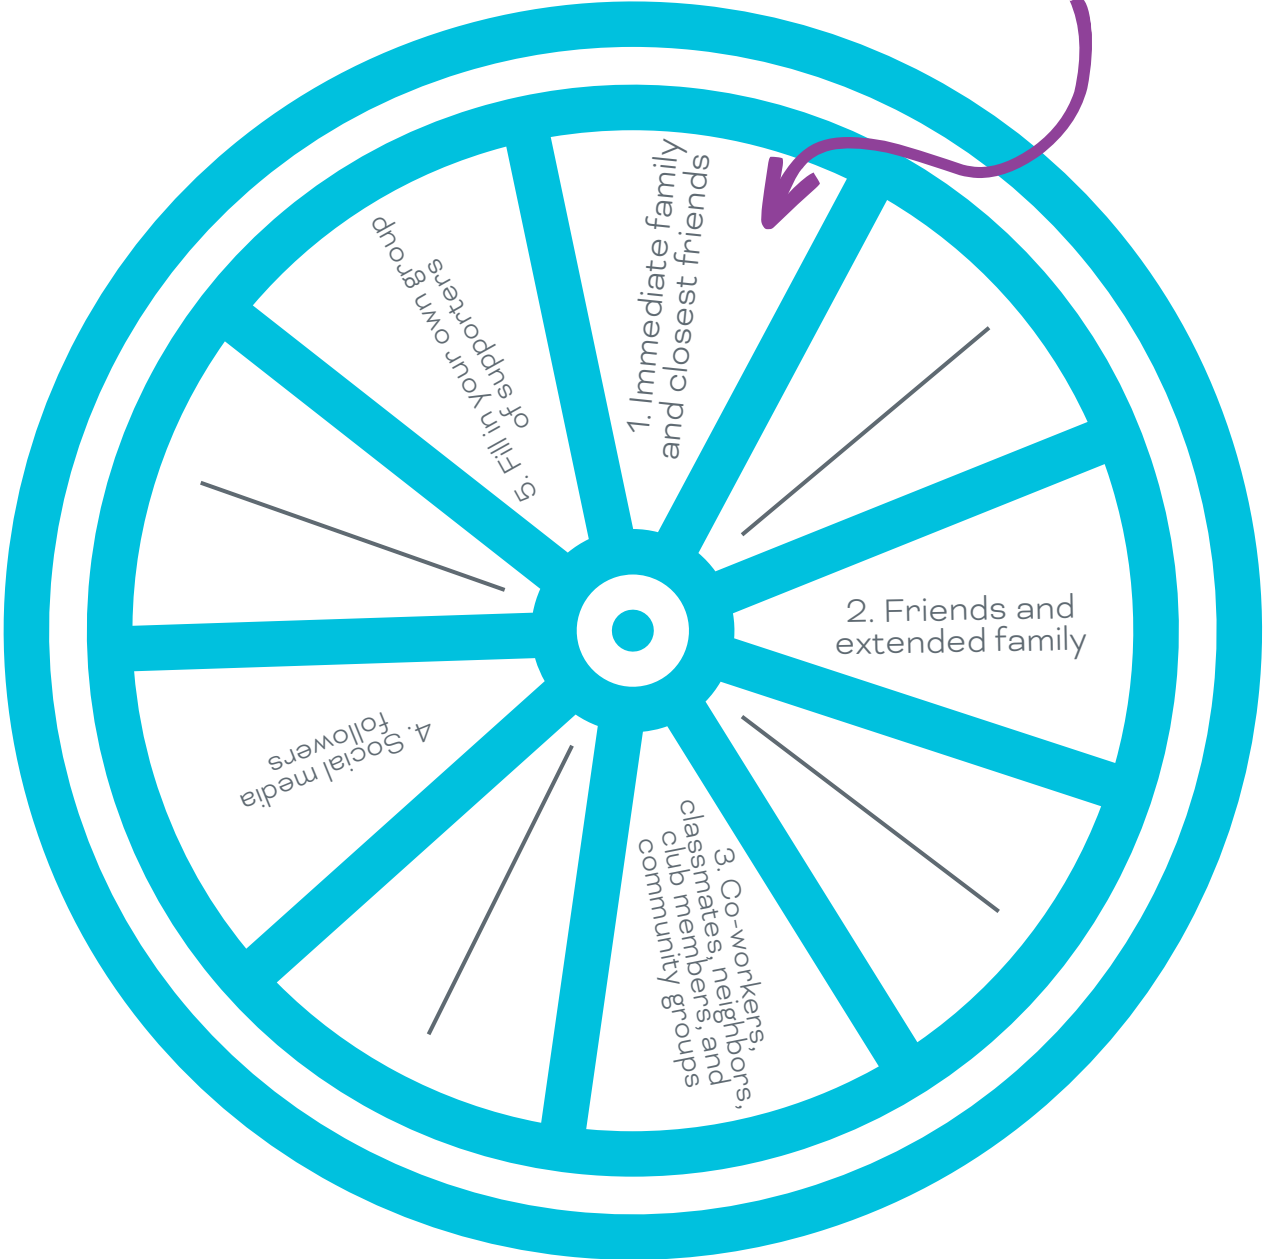 1. Immediate family
and closest friends
2. Friends and
extended family
3. Co-workers,
classmates, neighbors,
club members, and
community groups
4. Social media
followers
5. Fill in your own group
of supporters